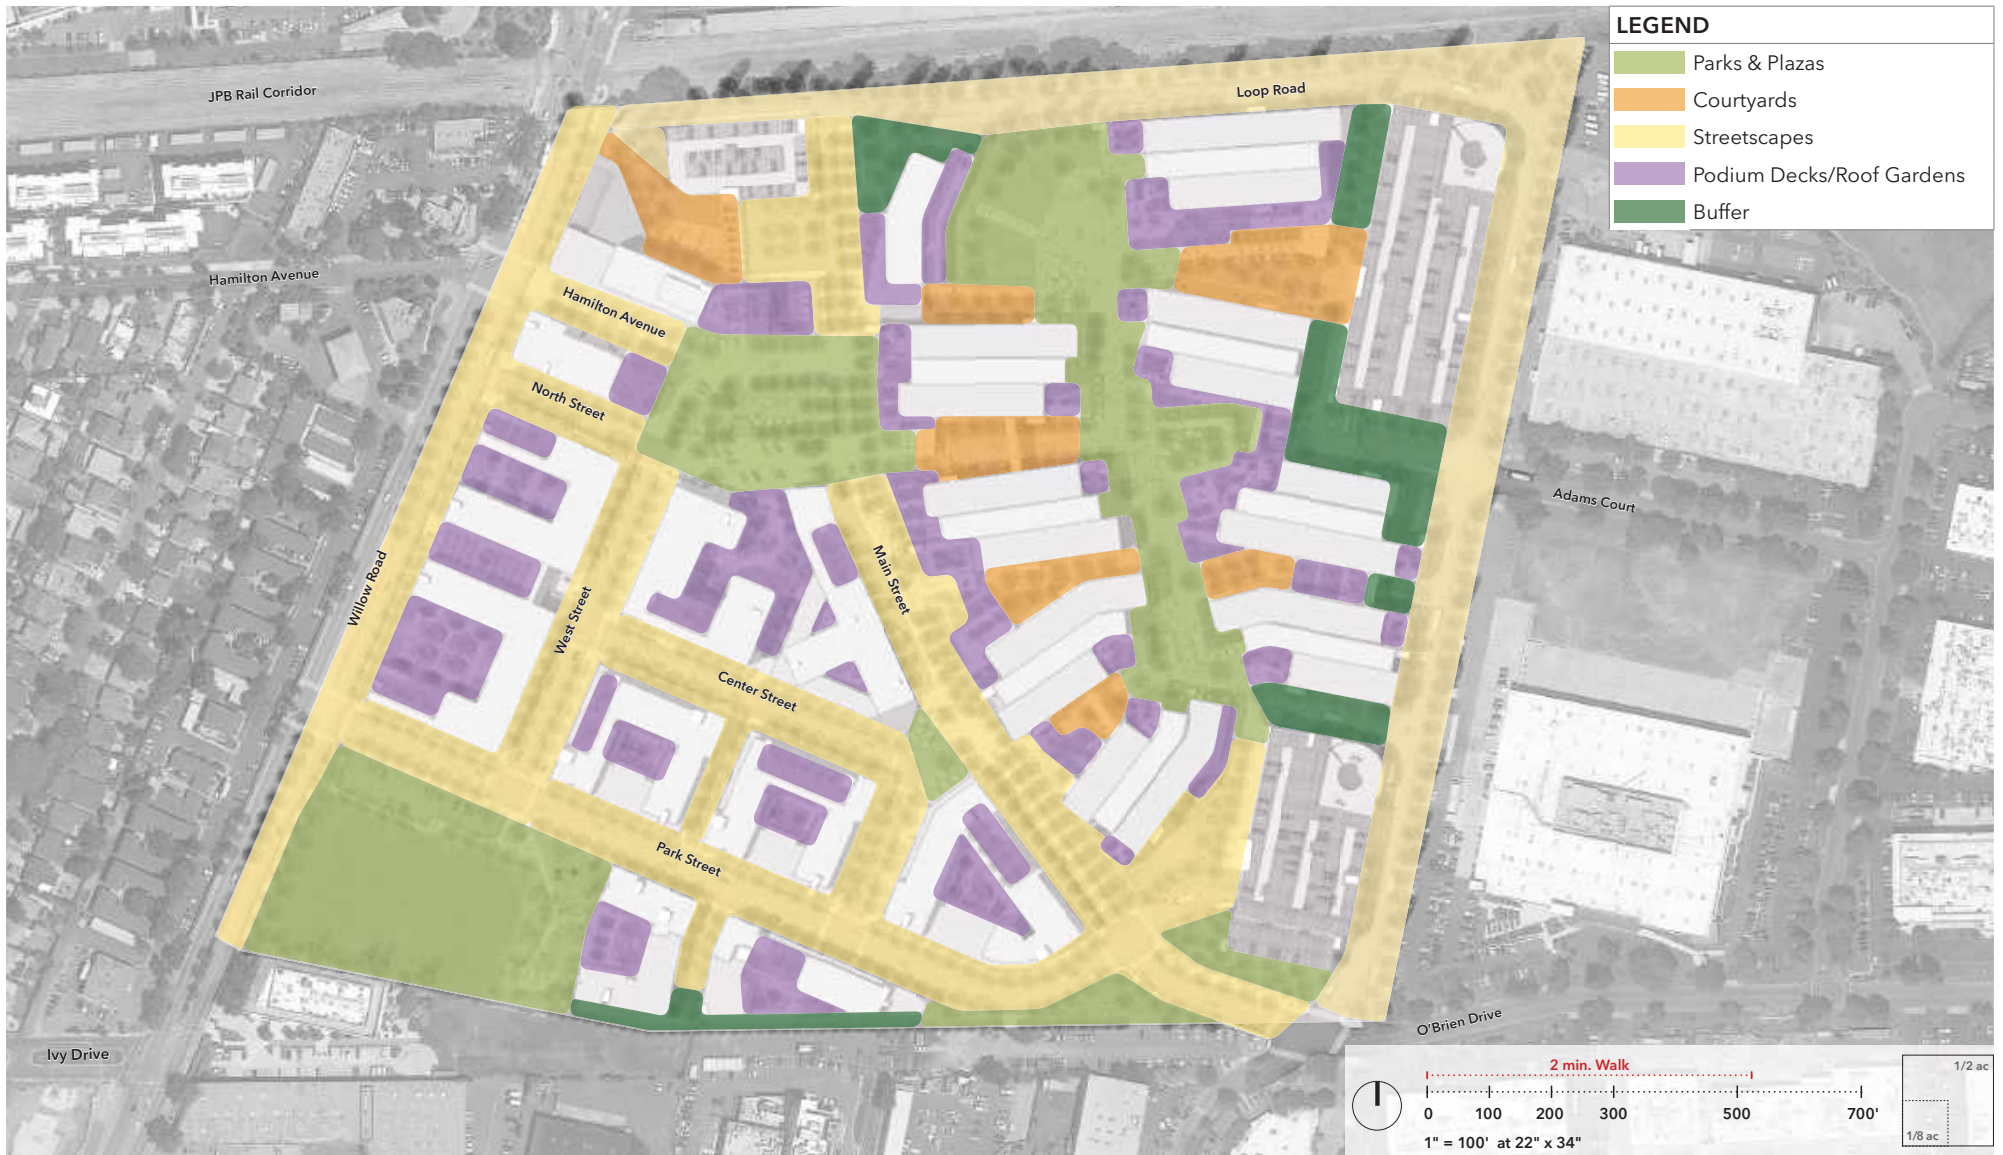 LEGEND
Parks & Plazas
Courtyards
Streetscapes
Podium Decks/Roof Gardens
Buffer
JPB Rail Corridor
Loop Road
Hamilton Avenue
Hamilton Avenue
North Street
Adams Court
Willow Road
West Street
Main Street
Center Street
Park Street
O'Brien Drive
Ivy Drive
2 min. Walk
0 100 200 300 500 700'
1" = 100' at 22" x 34"
1/2 ac
1/8 ac